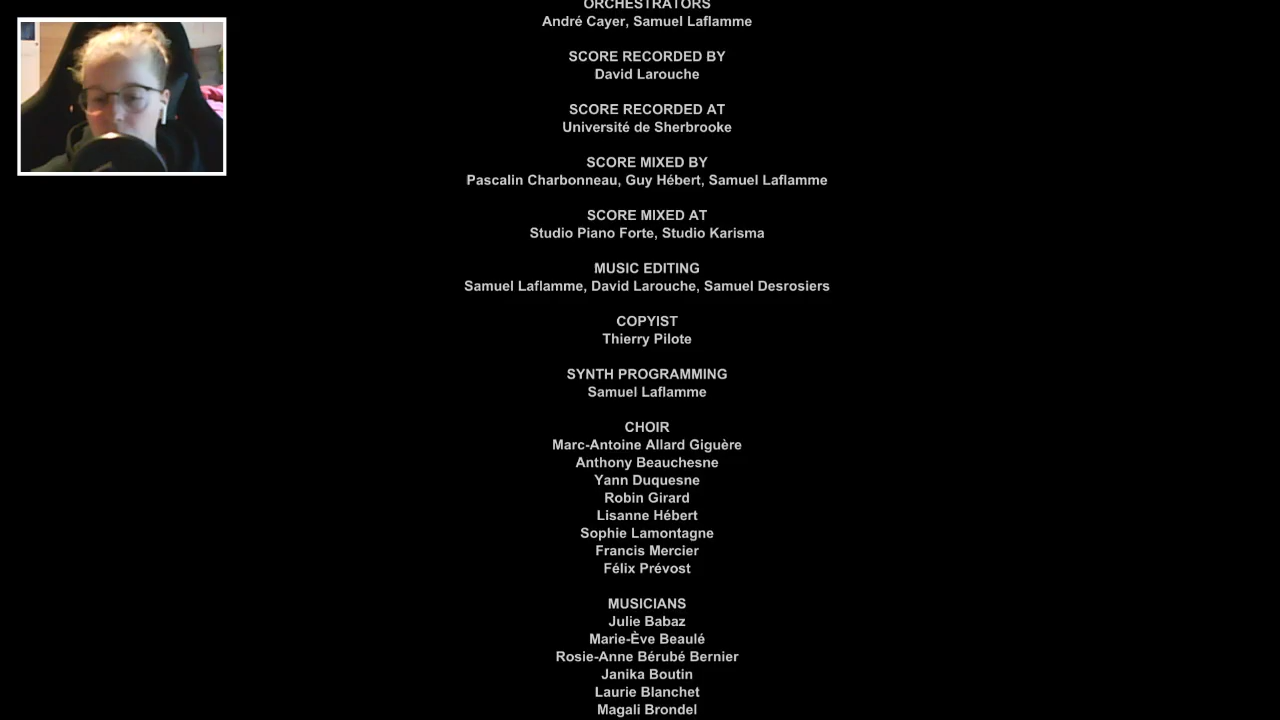 ORCHESTRATORS
André Cayer, Samuel Laflamme
SCORE RECORDED BY
David Larouche
SCORE RECORDED AT
Université de Sherbrooke
SCORE MIXED BY
Pascalin Charbonneau, Guy Hébert, Samuel Laflamme
SCORE MIXED AT
Studio Piano Forte, Studio Karisma
MUSIC EDITING
Samuel Laflamme, David Larouche, Samuel Desrosiers
COPYIST
Thierry Pilote
SYNTH PROGRAMMING
Samuel Laflamme
CHOIR
Marc-Antoine Allard Giguère
Anthony Beauchesne
Yann Duquesne
Robin Girard
Lisanne Hébert
Sophie Lamontagne
Francis Mercier
Félix Prévost
MUSICIANS
Julie Babaz
Marie-Ève Beaulé
Rosie-Anne Bérubé Bernier
Janika Boutin
Laurie Blanchet
Magali Brondel